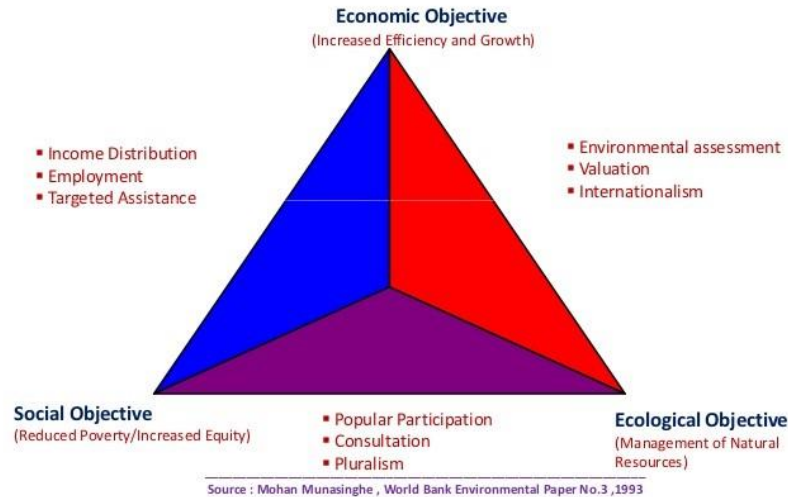 Economic Objective
(Increased Efficiency and Growth)
▪ Income Distribution
▪ Employment
▪ Targeted Assistance
▪ Environmental assessment
▪ Valuation
▪ Internationalism
Social Objective
(Reduced Poverty/Increased Equity)
▪ Popular Participation
▪ Consultation
▪ Pluralism
Ecological Objective
(Management of Natural
Resources)
Source : Mohan Munasinghe , World Bank Environmental Paper No.3 ,1993